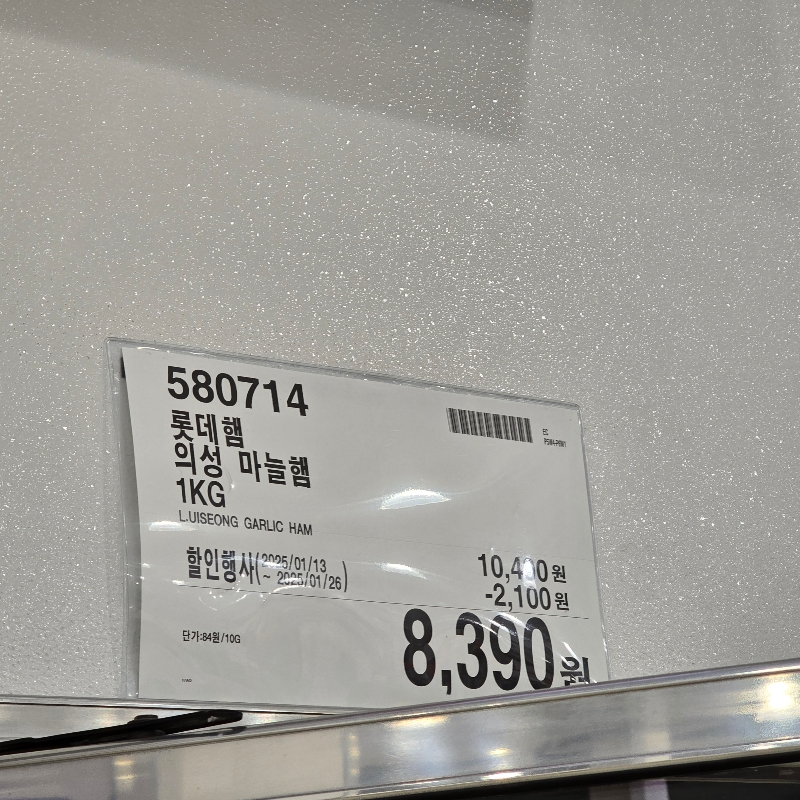 580714
롯데햄
의성 마늘햄
1KG
L.UISEONG GARLIC HAM
할인행사(2025/01/13
~ 2025/01/26)
10,490원
-2,100원
8,390원
단가:84원/10G
EC